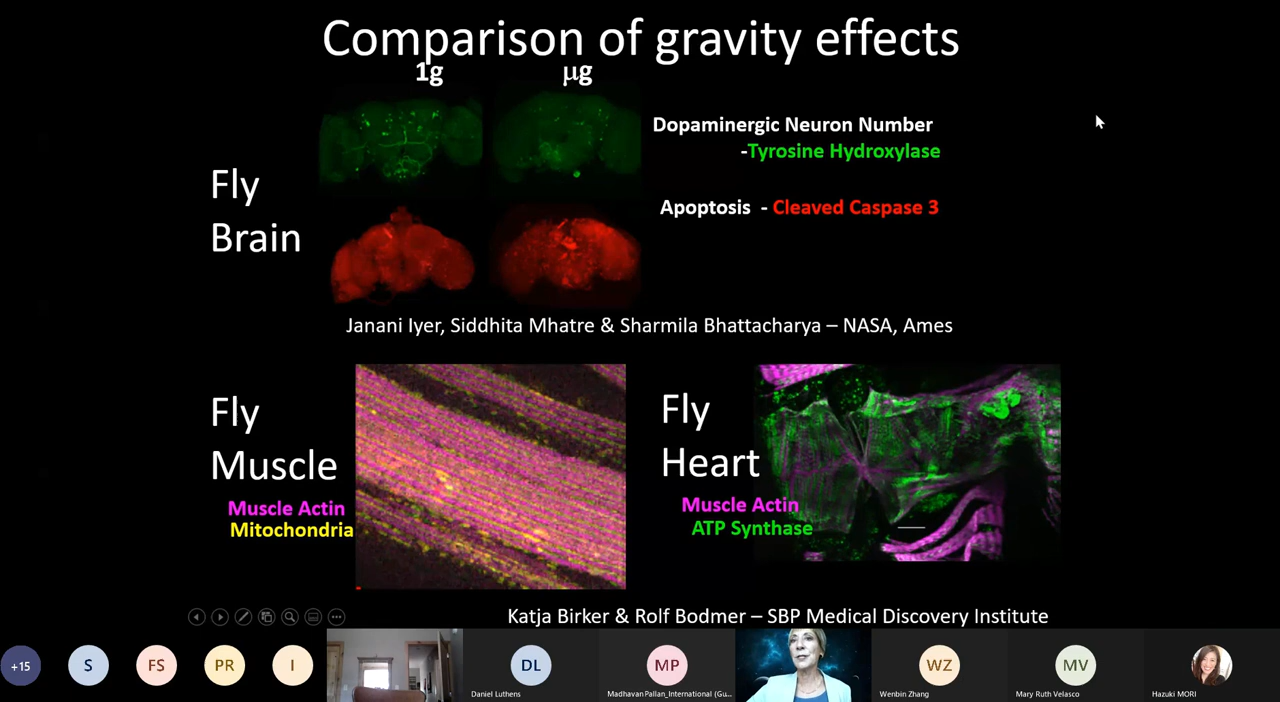 Comparison of gravity effects
1g
μg
Fly
Brain
Dopaminergic Neuron Number
-Tyrosine Hydroxylase
Apoptosis - Cleaved Caspase 3
Janani Iyer, Siddhita Mhatre & Sharmila Bhattacharya – NASA, Ames
Fly
Muscle
Muscle Actin
Mitochondria
Fly
Heart
Muscle Actin
ATP Synthase
Katja Birker & Rolf Bodmer – SBP Medical Discovery Institute
+15
S
FS
PR
I
DL
Daniel Luthens
MP
Madhavan Pallan_International (Gu...
WZ
Wenbin Zhang
MV
Mary Ruth Velasco
Hazuki MORI